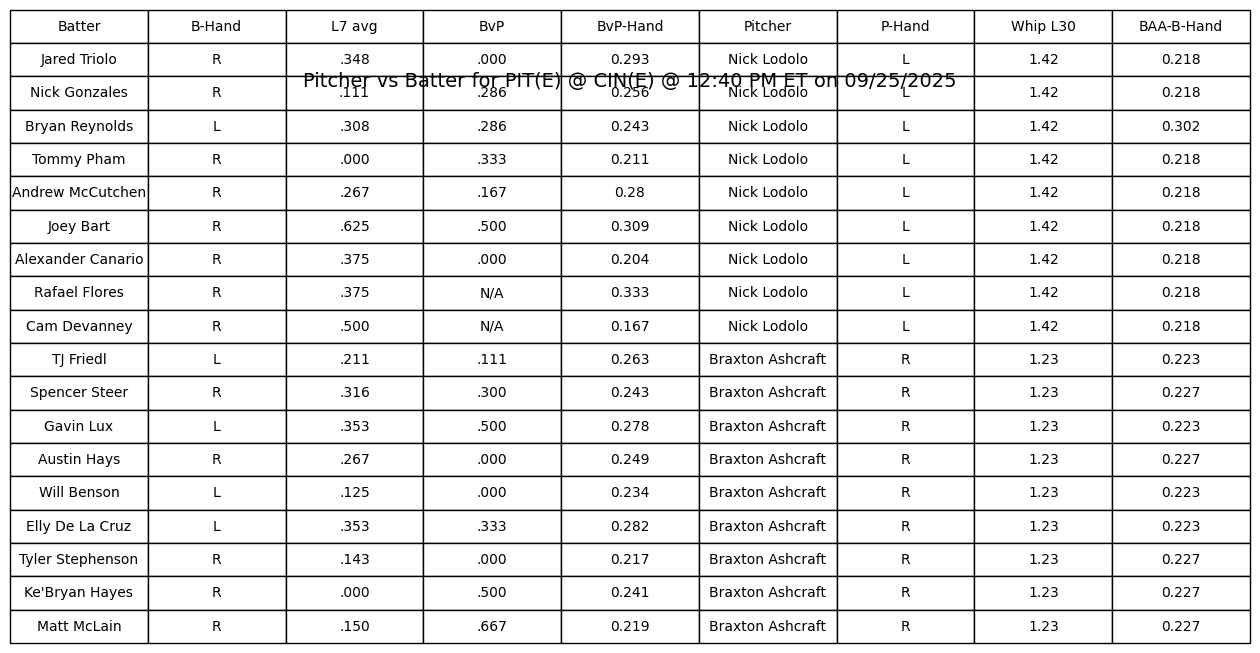 Batter B-Hand L7 avg BvP BvP-Hand Pitcher P-Hand Whip L30 BAA-B-Hand
Jared Triolo R .348 .000 0.293 Nick Lodolo L 1.42 0.218
Pitcher vs Batter for PIT(E) @ CIN(E) @ 12:40 PM ET on 09/25/2025
Nick Gonzales R .111 .286 0.256 Nick Lodolo L 1.42 0.218
Bryan Reynolds L .308 .286 0.243 Nick Lodolo L 1.42 0.302
Tommy Pham R .000 .333 0.211 Nick Lodolo L 1.42 0.218
Andrew McCutchen R .267 .167 0.28 Nick Lodolo L 1.42 0.218
Joey Bart R .625 .500 0.309 Nick Lodolo L 1.42 0.218
Alexander Canario R .375 .000 0.204 Nick Lodolo L 1.42 0.218
Rafael Flores R .375 N/A 0.333 Nick Lodolo L 1.42 0.218
Cam Devanney R .500 N/A 0.167 Nick Lodolo L 1.42 0.218
TJ Friedl L .211 .111 0.263 Braxton Ashcraft R 1.23 0.223
Spencer Steer R .316 .300 0.243 Braxton Ashcraft R 1.23 0.227
Gavin Lux L .353 .500 0.278 Braxton Ashcraft R 1.23 0.223
Austin Hays R .267 .000 0.249 Braxton Ashcraft R 1.23 0.227
Will Benson L .125 .000 0.234 Braxton Ashcraft R 1.23 0.223
Elly De La Cruz L .353 .333 0.282 Braxton Ashcraft R 1.23 0.223
Tyler Stephenson R .143 .000 0.217 Braxton Ashcraft R 1.23 0.227
Ke'Bryan Hayes R .000 .500 0.241 Braxton Ashcraft R 1.23 0.227
Matt McLain R .150 .667 0.219 Braxton Ashcraft R 1.23 0.227